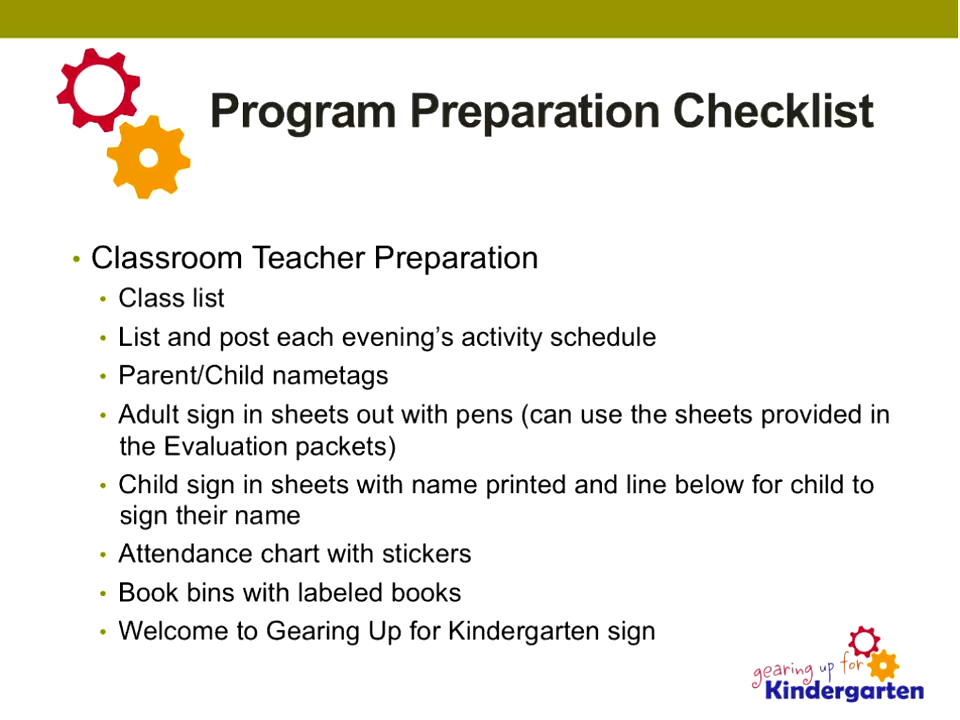 Program Preparation Checklist
• Classroom Teacher Preparation
• Class list
• List and post each evening’s activity schedule
• Parent/Child nametags
• Adult sign in sheets out with pens (can use the sheets provided in
the Evaluation packets)
• Child sign in sheets with name printed and line below for child to
sign their name
• Attendance chart with stickers
• Book bins with labeled books
• Welcome to Gearing Up for Kindergarten sign
gearing up for
Kindergarten